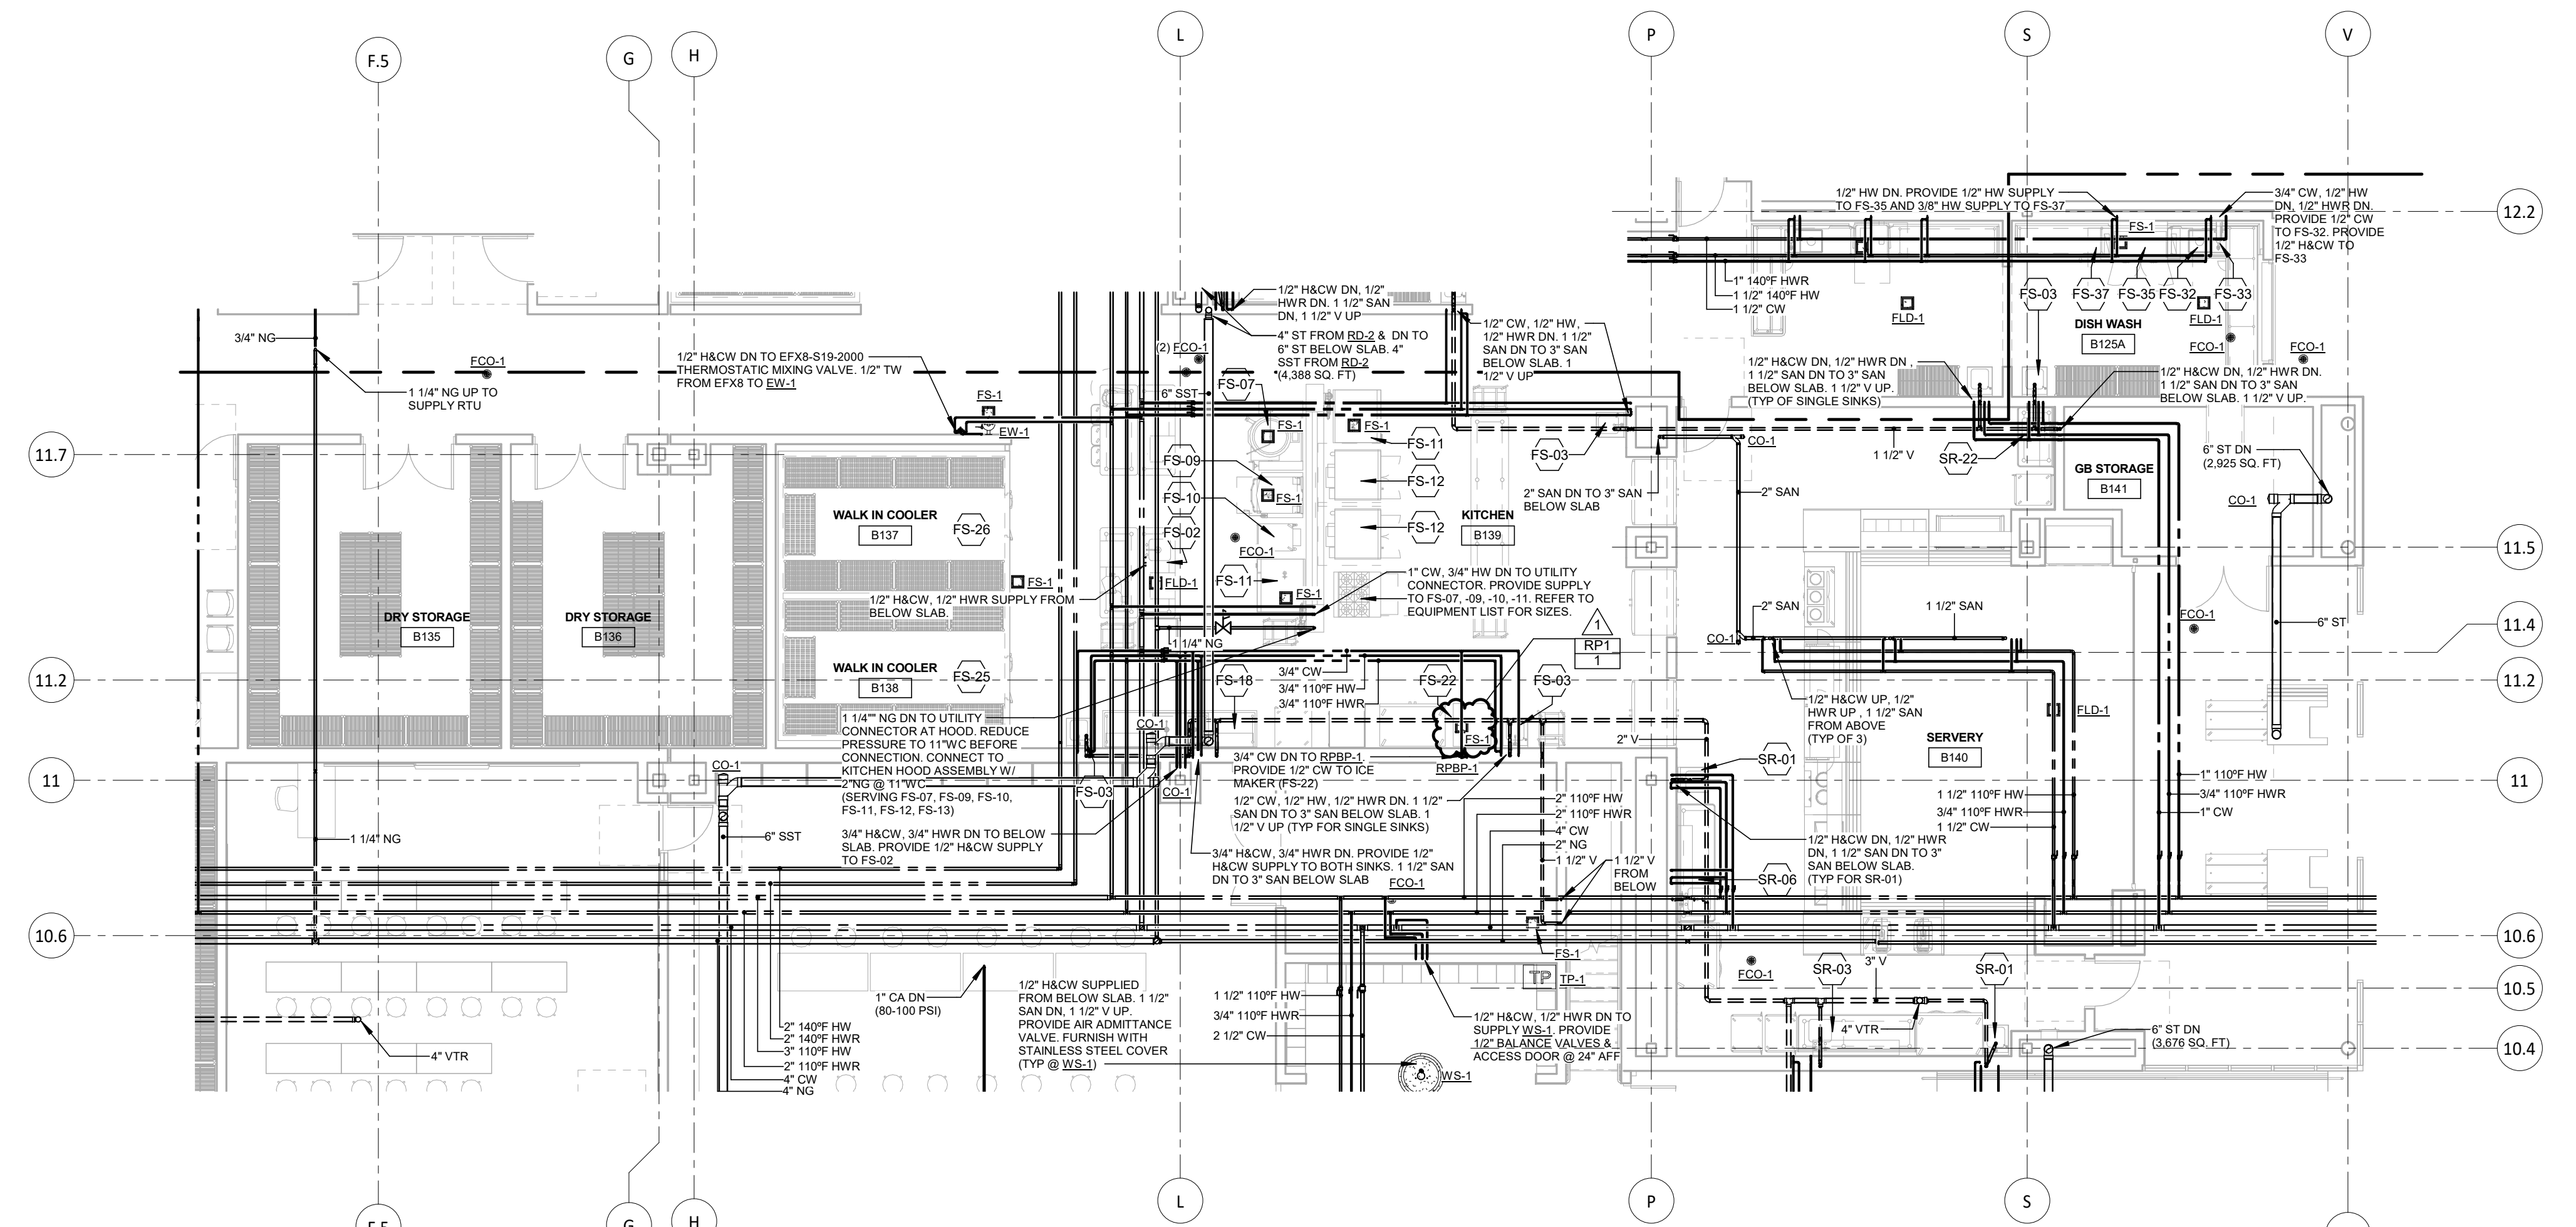 F.5
G
H
L
P
S
V
12.2
11.7
11.5
11.4
11.2
11.2
11
11
10.6
10.6
10.5
10.4
3/4" NG
1 1/4" NG UP TO
SUPPLY RTU
FCO-1
1/2" H&CW DN TO EFX8-S19-2000
THERMOSTATIC MIXING VALVE. 1/2" TW
FROM EFX8 TO EW-1
FS-1
EW-1
WALK IN COOLER
B137
FS-26
FS-1
DRY STORAGE
B135
DRY STORAGE
B136
WALK IN COOLER
B138
FS-25
1/2" H&CW, 1/2" HWR SUPPLY FROM
BELOW SLAB.
1/2" H&CW DN, 1/2"
HWR DN. 1 1/2" SAN
DN, 1 1/2" V UP
4" ST FROM RD-2 & DN TO
6" ST BELOW SLAB. 4"
SST FROM RD-2
(4,388 SQ. FT)
(2) FCO-1
6" SST
FS-07
FS-1
FS-1
FS-11
FS-09
FS-12
FS-10
FS-1
FS-12
FS-02
FCO-1
FLD-1
FS-11
FS-1
KITCHEN
B139
1/2" CW, 1/2" HW,
1/2" HWR DN. 1 1/2"
SAN DN TO 3" SAN
BELOW SLAB. 1
1/2" V UP
FS-03
2" SAN DN TO 3" SAN
BELOW SLAB
CO-1
2" SAN
1" CW, 3/4" HW DN TO UTILITY
CONNECTOR. PROVIDE SUPPLY
TO FS-07, -09, -10, -11. REFER TO
EQUIPMENT LIST FOR SIZES.
1
RP1
1
1 1/4" NG
FS-18
3/4" CW
3/4" 110ºF HW
3/4" 110ºF HWR
FS-22
FS-03
FS-1
RPBP-1
1 1/4"" NG DN TO UTILITY
CONNECTOR AT HOOD. REDUCE
PRESSURE TO 11"WC BEFORE
CONNECTION. CONNECT TO
KITCHEN HOOD ASSEMBLY W/
2"NG @ 11"WC
(SERVING FS-07, FS-09, FS-10,
FS-11, FS-12, FS-13)
3/4" H&CW, 3/4" HWR DN TO BELOW
SLAB. PROVIDE 1/2" H&CW SUPPLY
TO FS-02
FS-03
CO-1
CO-1
CO-1
6" SST
1 1/4" NG
3/4" CW DN TO RPBP-1.
PROVIDE 1/2" CW TO ICE
MAKER (FS-22)
1/2" CW, 1/2" HW, 1/2" HWR DN. 1 1/2"
SAN DN TO 3" SAN BELOW SLAB. 1
1/2" V UP (TYP FOR SINGLE SINKS)
3/4" H&CW, 3/4" HWR DN. PROVIDE 1/2"
H&CW SUPPLY TO BOTH SINKS. 1 1/2" SAN
DN TO 3" SAN BELOW SLAB
FCO-1
2" 110ºF HW
2" 110ºF HWR
4" CW
2" NG
1 1/2" V
1 1/2" V
FROM
BELOW
2" V
SR-01
SR-06
1/2" HW DN. PROVIDE 1/2" HW SUPPLY
TO FS-35 AND 3/8" HW SUPPLY TO FS-37
FS-1
3/4" CW, 1/2" HW
DN, 1/2" HWR DN.
PROVIDE 1/2" CW
TO FS-32. PROVIDE
1/2" H&CW TO
FS-33
1" 140ºF HWR
1 1/2" 140ºF HW
1 1/2" CW
FLD-1
FS-03
FS-37
FS-35
FS-32
FS-33
FLD-1
DISH WASH
B125A
FCO-1
FCO-1
1/2" H&CW DN, 1/2" HWR DN ,
1 1/2" SAN DN TO 3" SAN
BELOW SLAB. 1 1/2" V UP.
(TYP OF SINGLE SINKS)
1/2" H&CW DN, 1/2" HWR DN.
1 1/2" SAN DN TO 3" SAN
BELOW SLAB. 1 1/2" V UP.
1 1/2" V
SR-22
GB STORAGE
B141
6" ST DN
(2,925 SQ. FT)
CO-1
FCO-1
6" ST
2" SAN
CO-1
1 1/2" SAN
1/2" H&CW UP, 1/2"
HWR UP , 1 1/2" SAN
FROM ABOVE
(TYP OF 3)
FLD-1
SERVERY
B140
1 1/2" 110ºF HW
3/4" 110ºF HWR
1 1/2" CW
1" 110ºF HW
3/4" 110ºF HWR
1" CW
1/2" H&CW DN, 1/2" HWR
DN, 1 1/2" SAN DN TO 3"
SAN BELOW SLAB.
(TYP FOR SR-01)
4" VTR
2" 140ºF HW
2" 140ºF HWR
3" 110ºF HW
2" 110ºF HWR
4" CW
4" NG
1" CA DN
(80-100 PSI)
1/2" H&CW SUPPLIED
FROM BELOW SLAB. 1 1/2"
SAN DN, 1 1/2" V UP.
PROVIDE AIR ADMITTANCE
VALVE. FURNISH WITH
STAINLESS STEEL COVER
(TYP @ WS-1)
1 1/2" 110ºF HW
3/4" 110ºF HWR
2 1/2" CW
FS-1
TP
TP-1
1/2" H&CW, 1/2" HWR DN TO
SUPPLY WS-1. PROVIDE
1/2" BALANCE VALVES &
ACCESS DOOR @ 24" AFF
WS-1
FCO-1
SR-03
3" V
SR-01
4" VTR
6" ST DN
(3,676 SQ. FT)
F.5
G
H
L
P
S